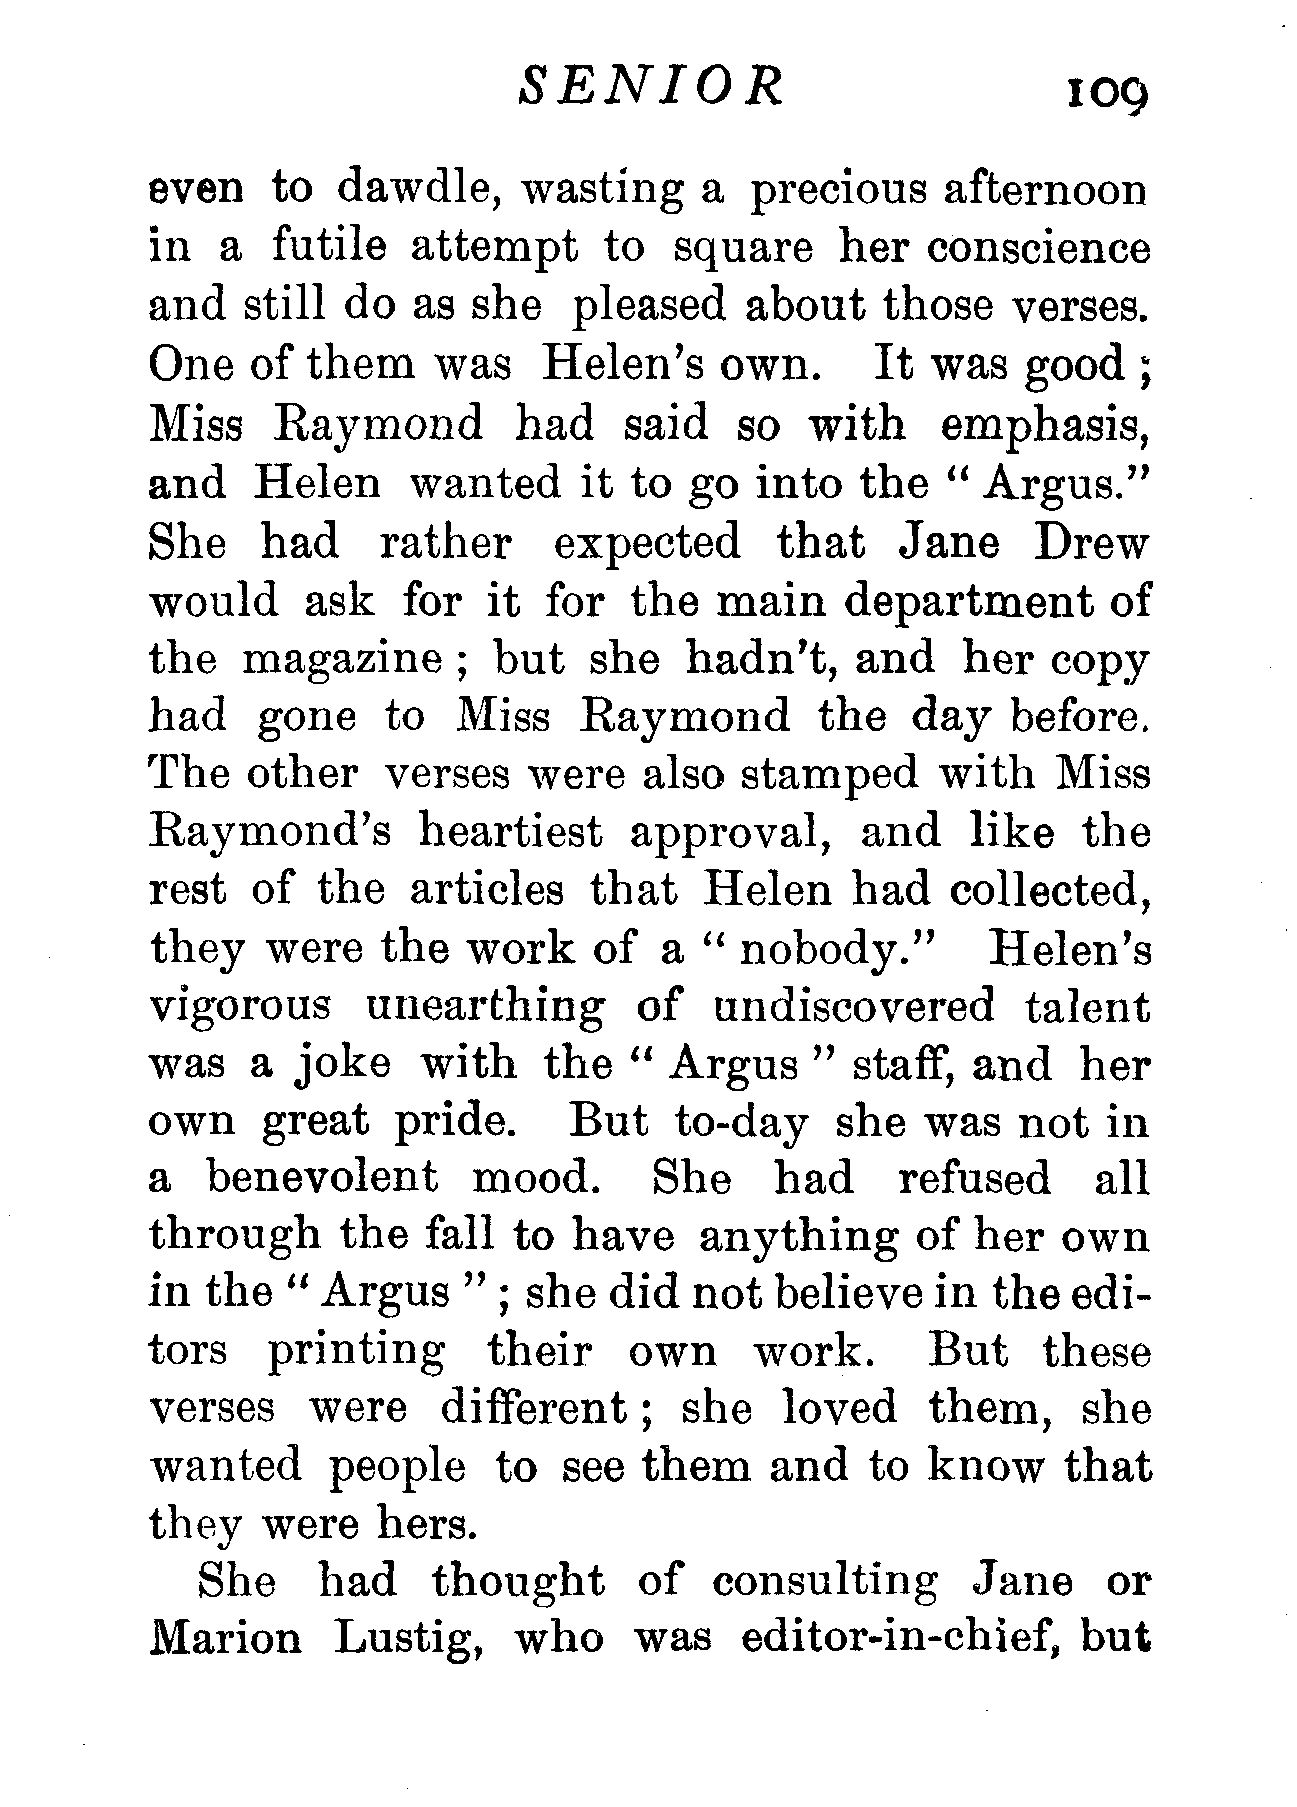 SENIOR 109
even to dawdle, wasting a precious afternoon
in a futile attempt to square her conscience
and still do as she pleased about those verses.
One of them was Helen's own. It was good ;
Miss Raymond had said so with emphasis,
and Helen wanted it to go into the " Argus."
She had rather expected that Jane Drew
would ask for it for the main department of
the magazine ; but she hadn't, and her copy
had gone to Miss Raymond the day before.
The other verses were also stamped with Miss
Raymond's heartiest approval, and like the
rest of the articles that Helen had collected,
they were the work of a " nobody." Helen's
vigorous unearthing of undiscovered talent
was a joke with the " Argus " staff, and her
own great pride. But to-day she was not in
a benevolent mood. She had refused all
through the fall to have anything of her own
in the " Argus " ; she did not believe in the edi-
tors printing their own work. But these
verses were different ; she loved them, she
wanted people to see them and to know that
they were hers.
She had thought of consulting Jane or
Marion Lustig, who was editor-in-chief, but